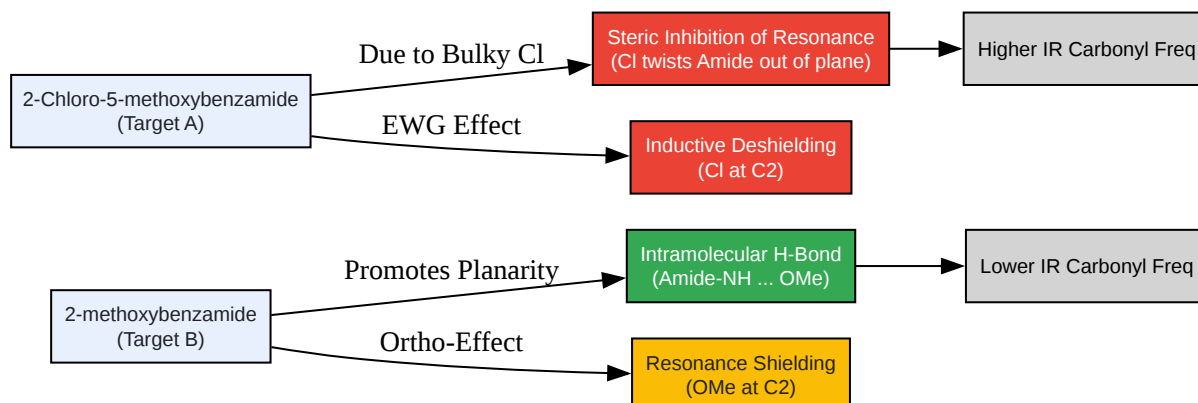 Due to Bulky Cl
Steric Inhibition of Resonance
(Cl twists Amide out of plane)
Higher IR Carbonyl Freq
2-Chloro-5-methoxybenzamide
(Target A)
EWG Effect
Inductive Deshielding
(Cl at C2)
Promotes Planarity
Intramolecular H-Bond
(Amide-NH ... OMe)
Lower IR Carbonyl Freq
2-methoxybenzamide
(Target B)
Ortho-Effect
Resonance Shielding
(OMe at C2)